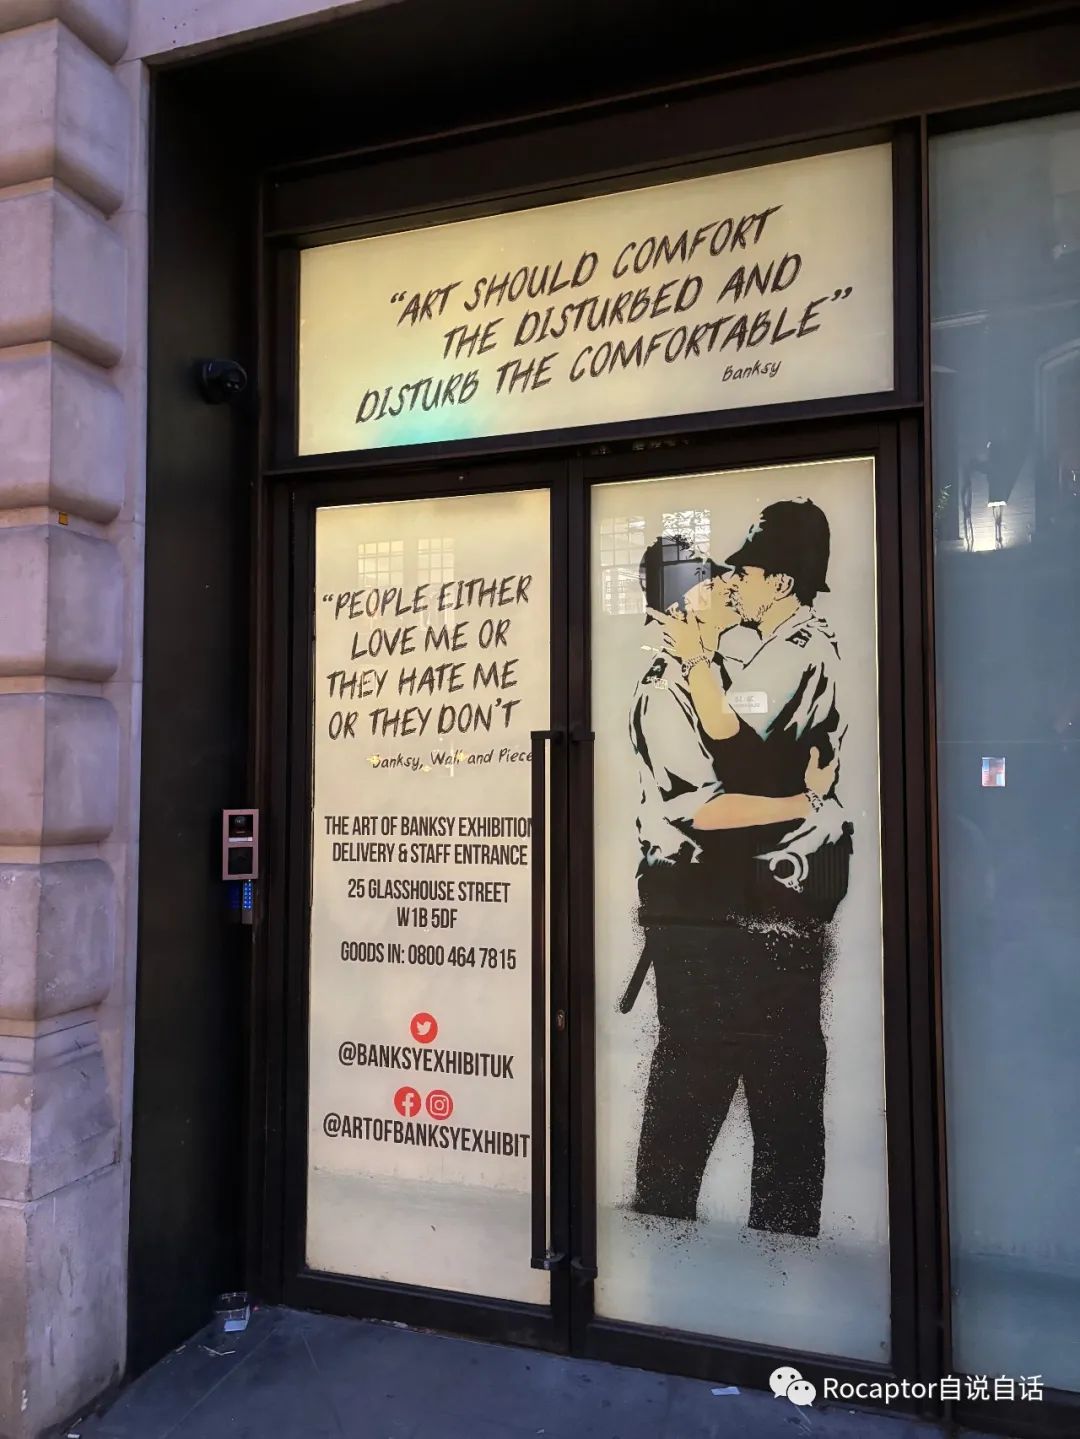 “ART SHOULD COMFORT
THE DISTURBED AND
DISTURB THE COMFORTABLE”
Banksy
“PEOPLE EITHER
LOVE ME OR
THEY HATE ME
OR THEY DON'T
Banksy, Wall and Piece
THE ART OF BANKSY EXHIBITION
DELIVERY & STAFF ENTRANCE
25 GLASSHOUSE STREET
W1B 5DF
GOODS IN: 0800 464 7815
@BANKSYEXHIBITUK
@ARTOFBANKSYEXHIBIT
Rocaptor自说自话